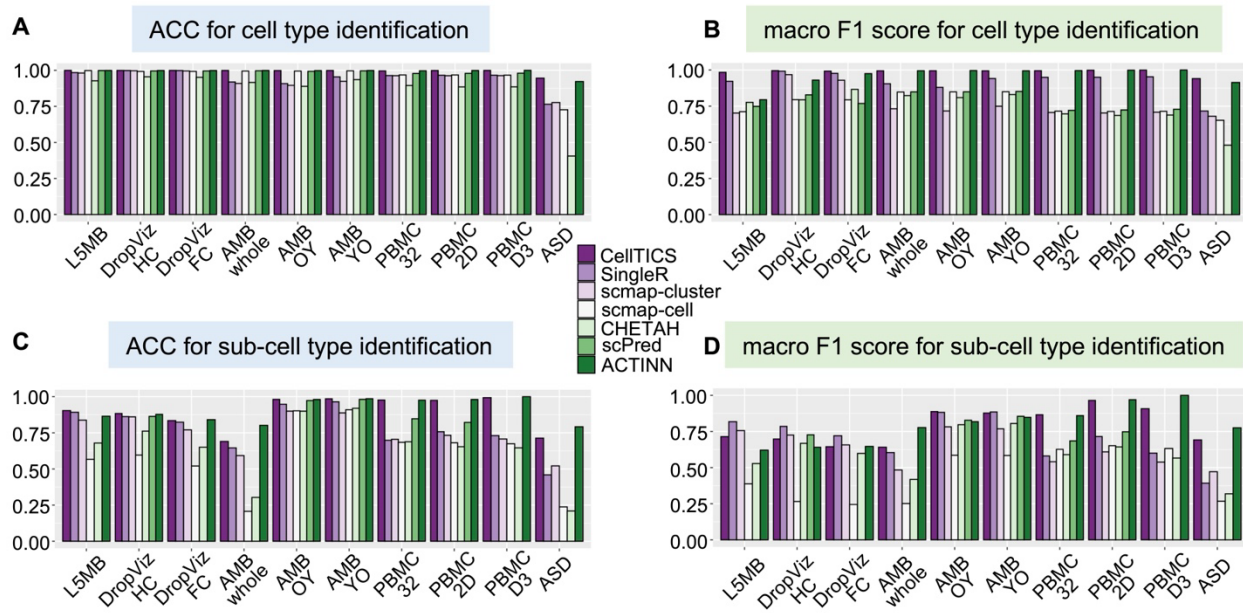 A
ACC for cell type identification
1.00
0.75
0.50
0.25
0.00
L5MB
DropViz
HC
DropViz
FC
AMB
whole
AMB
OY
AMB
YO
PBMC
32
PBMC
2D
PBMC
D3
ASD
B
macro F1 score for cell type identification
1.00
0.75
0.50
0.25
0.00
L5MB
DropViz
HC
DropViz
FC
AMB
whole
AMB
OY
AMB
YO
PBMC
32
PBMC
2D
PBMC
D3
ASD
CellTICS
SingleR
scmap-cluster
scmap-cell
CHETAH
scPred
ACTINN
C
ACC for sub-cell type identification
1.00
0.75
0.50
0.25
0.00
L5MB
DropViz
HC
DropViz
FC
AMB
whole
AMB
OY
AMB
YO
PBMC
32
PBMC
2D
PBMC
D3
ASD
D
macro F1 score for sub-cell type identification
1.00
0.75
0.50
0.25
0.00
L5MB
DropViz
HC
DropViz
FC
AMB
whole
AMB
OY
AMB
YO
PBMC
32
PBMC
2D
PBMC
D3
ASD